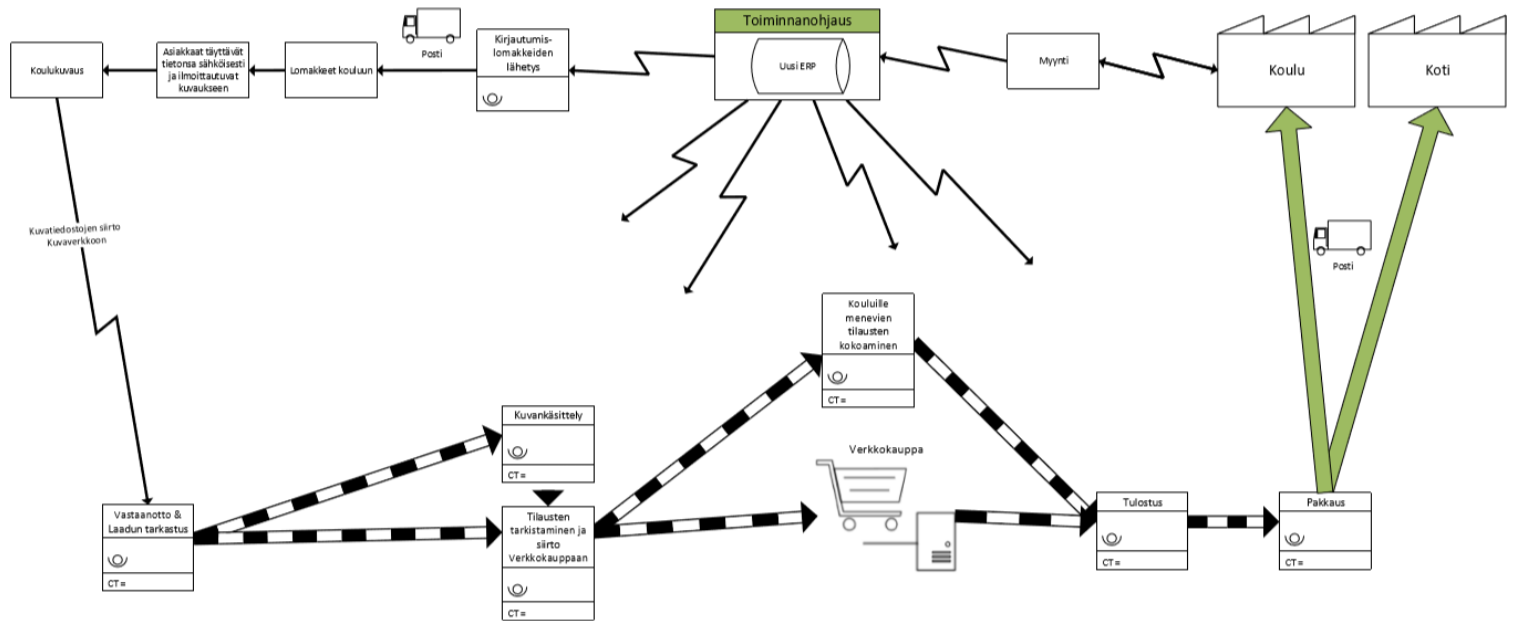 Toiminnanohjaus
Uusi ERP
Koulukuvaus
Asiakkaat täyttävät
tietonsa sähköisesti
ja ilmoittautuvat
kuvaukseen
Lomakkeet kouluun
Posti
Kirjautumis-
lomakkeiden
lähetys
Myynti
Koulu
Koti
Kuvatiedostojen siirto
Kuvaverkkoon
Posti
Kouluille
menevien
tilausten
kokoaminen
CT=
Kuvankäsittely
CT=
Verkkokauppa
Vastaanotto &
Laadun tarkastus
CT=
Tilausten
tarkistaminen ja
siirto
Verkkokauppaan
CT=
Tulostus
CT=
Pakkaus
CT=